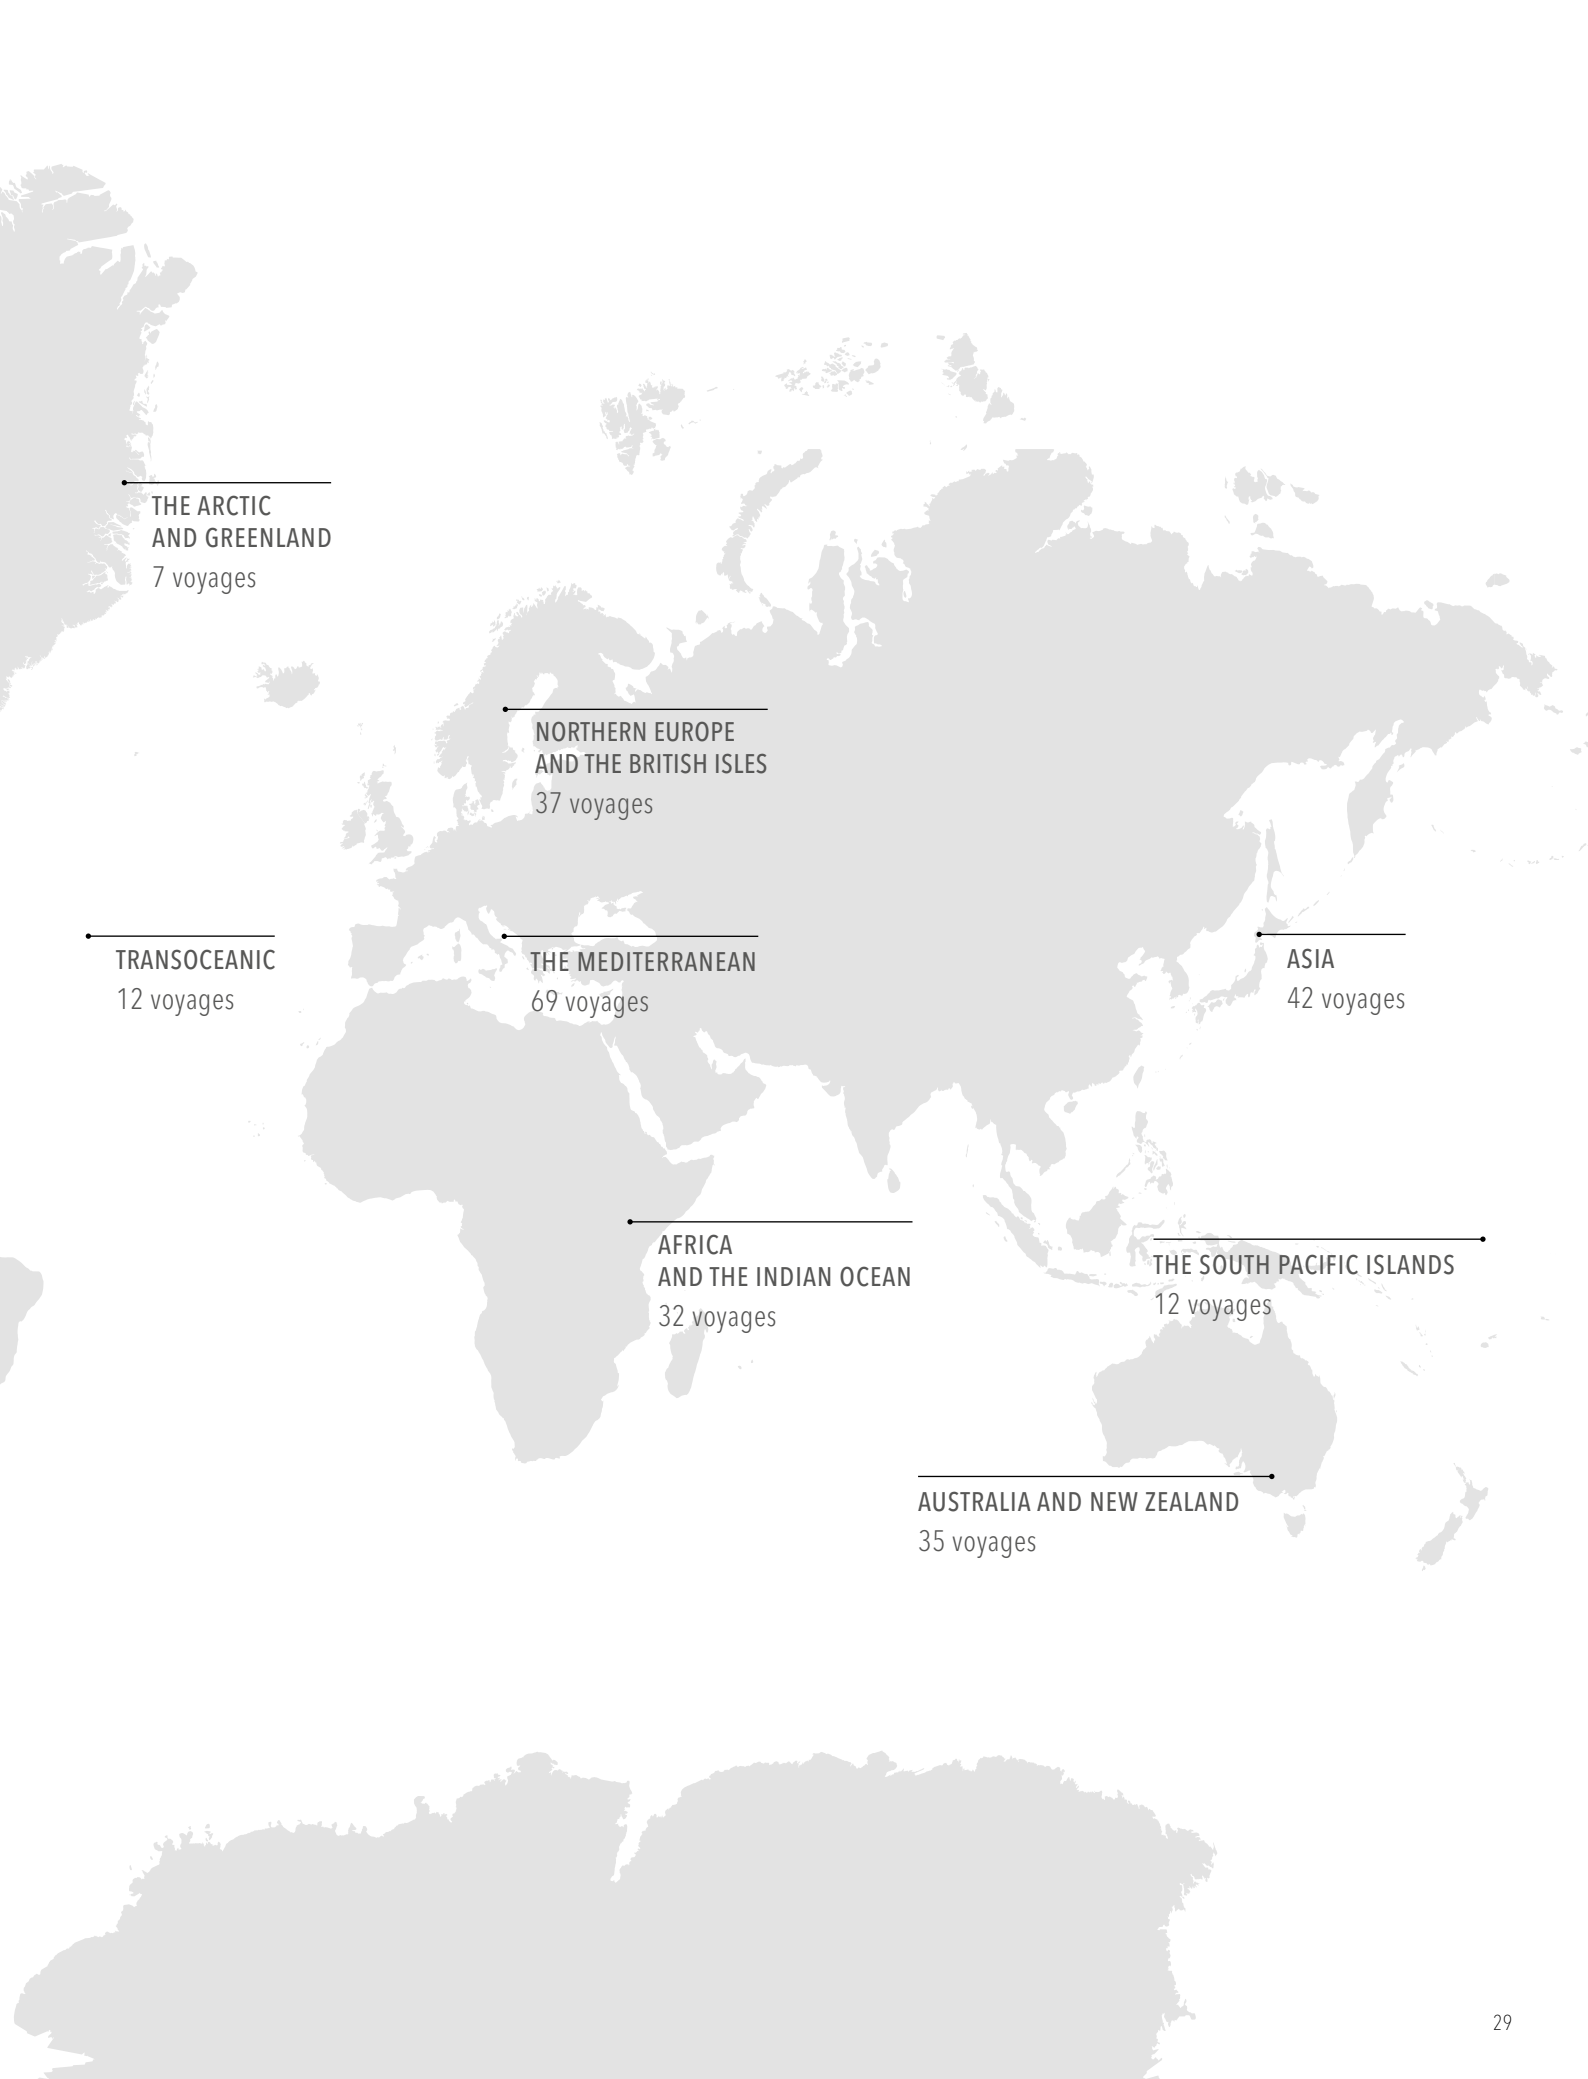 THE ARCTIC
AND GREENLAND
7 voyages
NORTHERN EUROPE
AND THE BRITISH ISLES
37 voyages
TRANSOCEANIC
12 voyages
THE MEDITERRANEAN
69 voyages
ASIA
42 voyages
AFRICA
AND THE INDIAN OCEAN
32 voyages
THE SOUTH PACIFIC ISLANDS
12 voyages
AUSTRALIA AND NEW ZEALAND
35 voyages
29